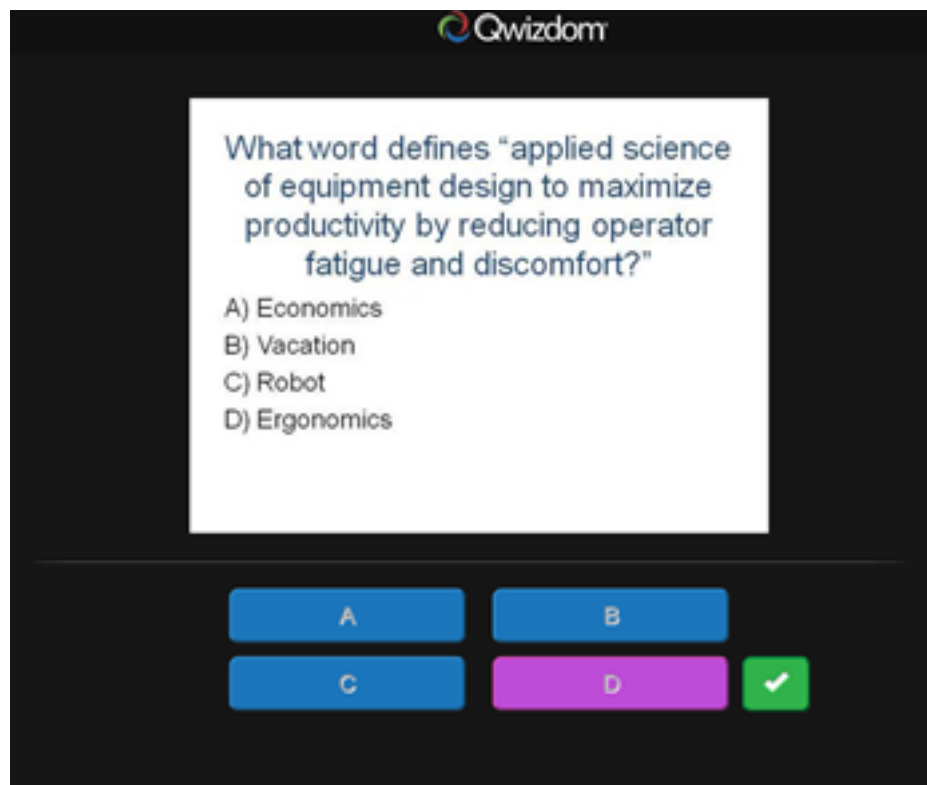 Qwizdom
What word defines “applied science
of equipment design to maximize
productivity by reducing operator
fatigue and discomfort?”
A) Economics
B) Vacation
C) Robot
D) Ergonomics
A
B
C
D